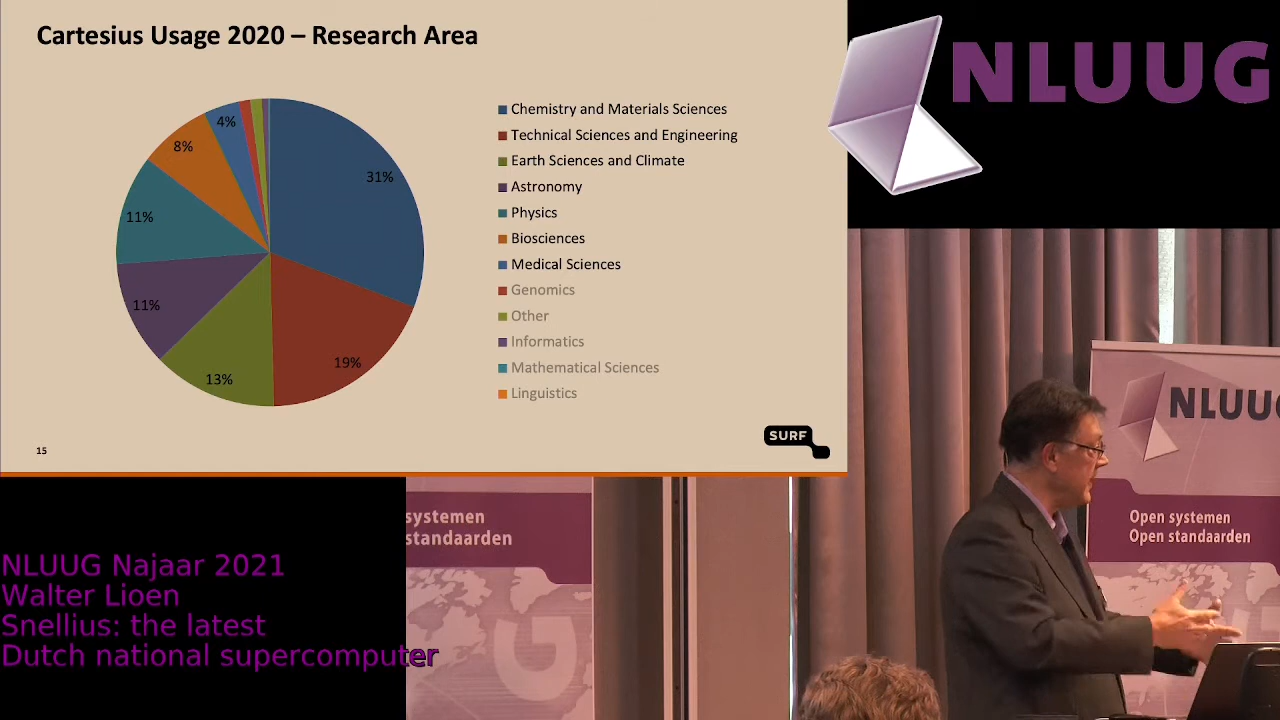 Cartesius Usage 2020 – Research Area
31%
19%
13%
11%
11%
8%
4%
Chemistry and Materials Sciences
Technical Sciences and Engineering
Earth Sciences and Climate
Astronomy
Physics
Biosciences
Medical Sciences
Genomics
Other
Informatics
Mathematical Sciences
Linguistics
15
SURF
NLUUG
NLUU
Open systemen
Open standaarden
systemen
standaarden
G
NLUUG Najaar 2021
Walter Lioen
Snellius: the latest
Dutch national supercomputer